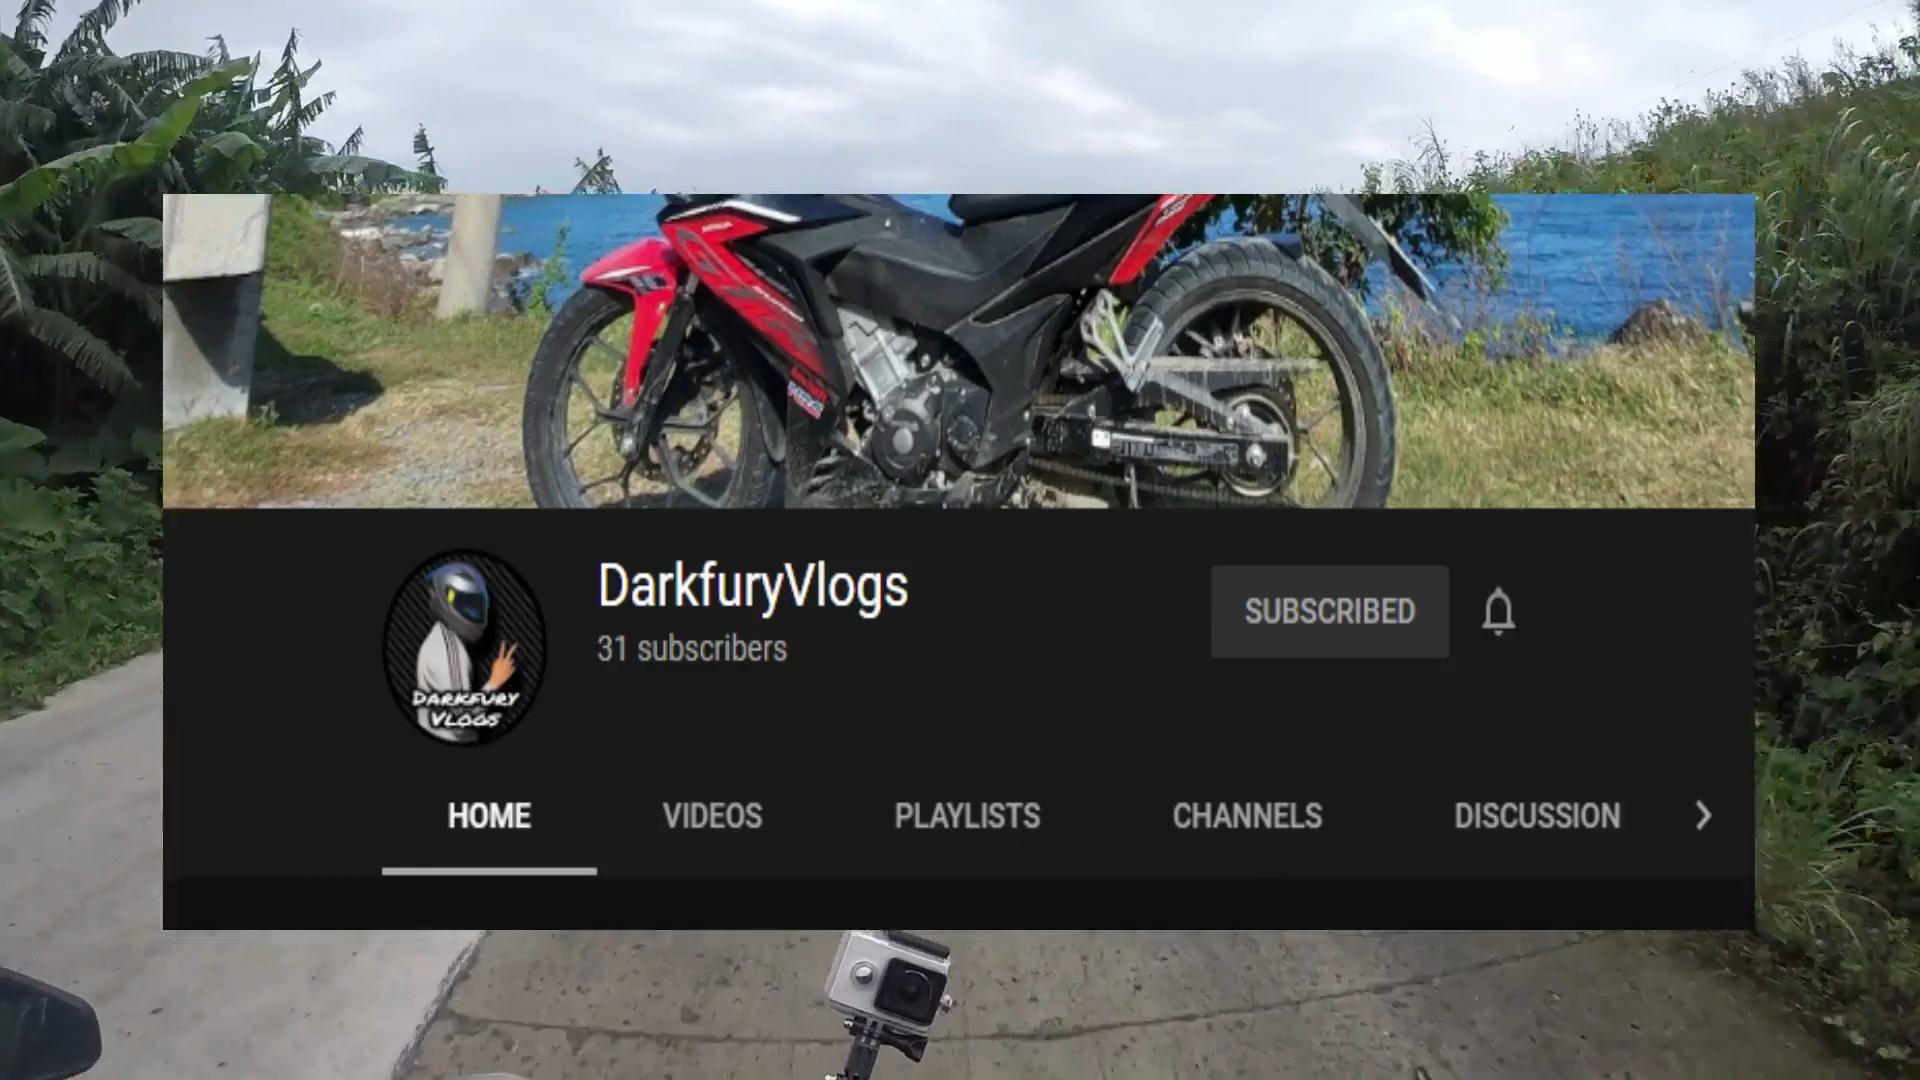 DarkfuryVlogs
31 subscribers
SUBSCRIBED
DARKFURY
VLOGS
HOME
VIDEOS
PLAYLISTS
CHANNELS
DISCUSSION